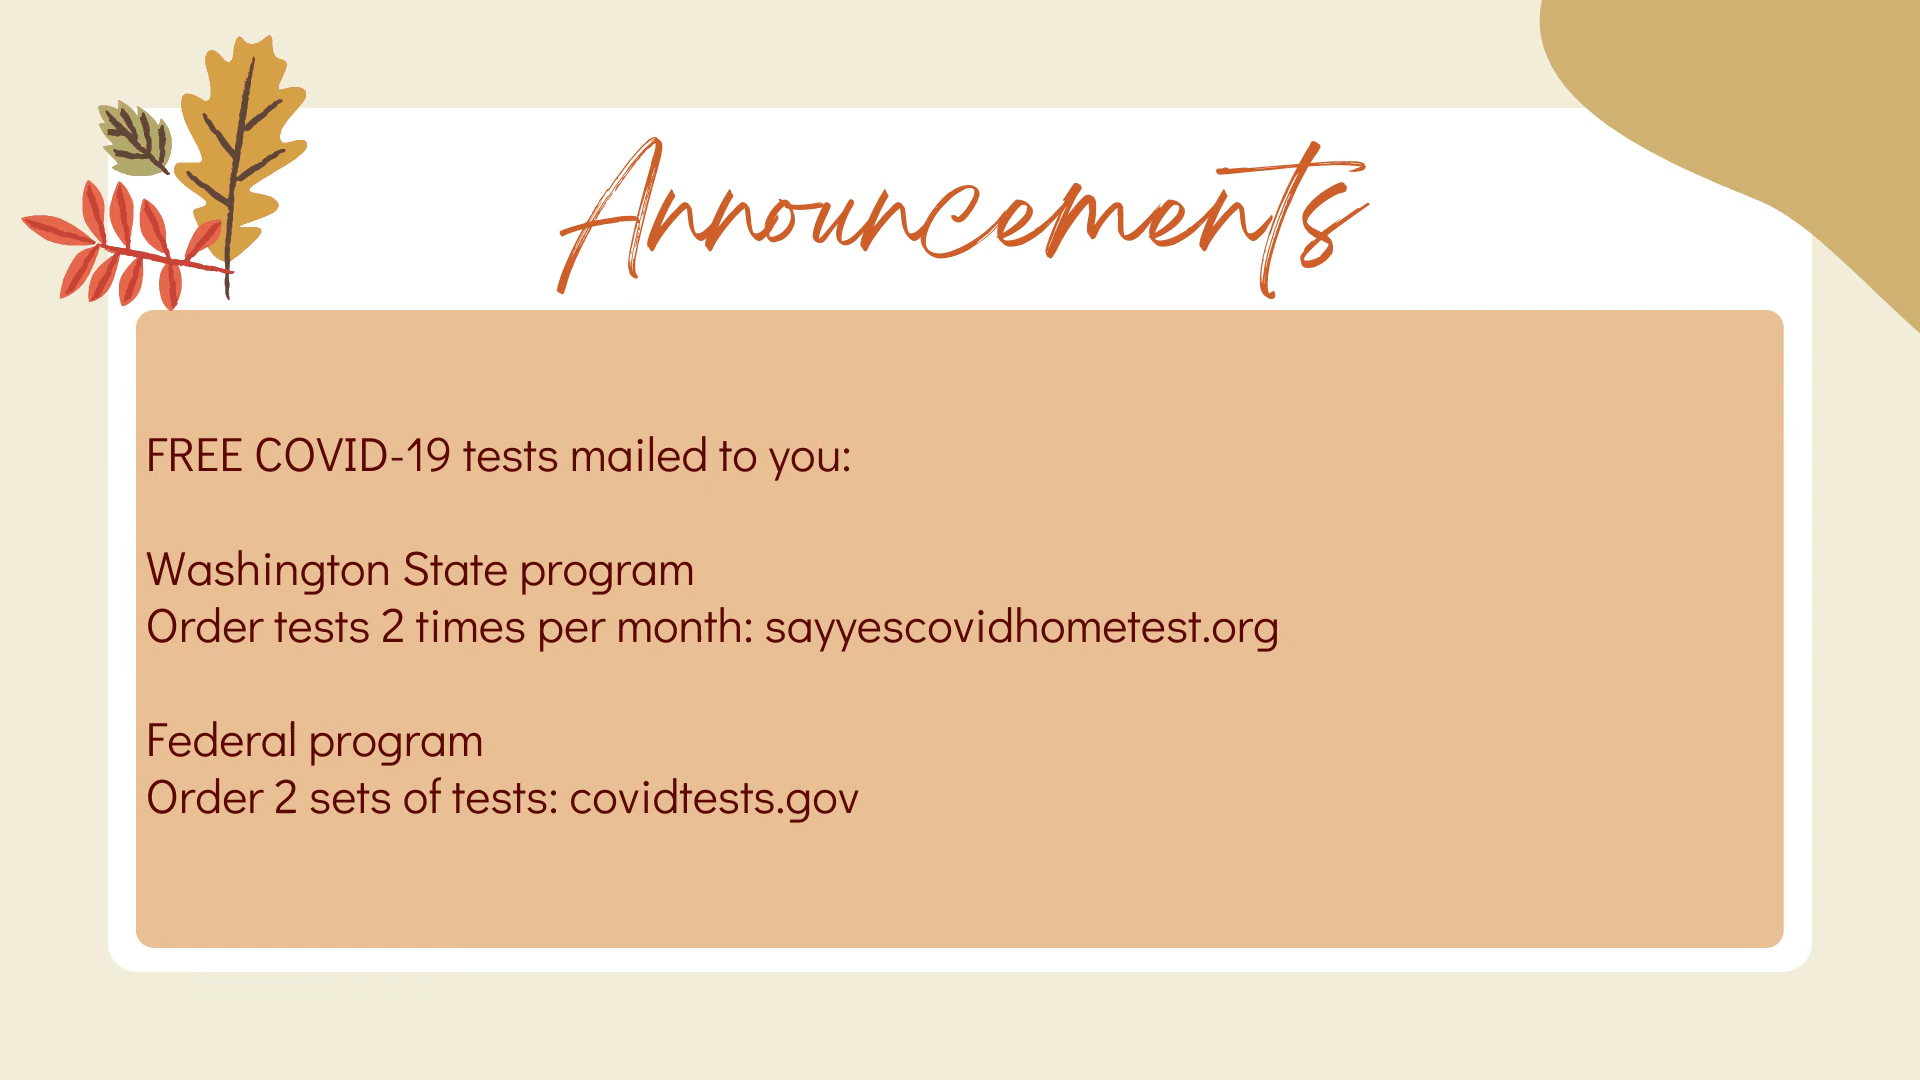 Announcements
FREE COVID-19 tests mailed to you:
Washington State program
Order tests 2 times per month: sayyescovidhometest.org
Federal program
Order 2 sets of tests: covidtests.gov